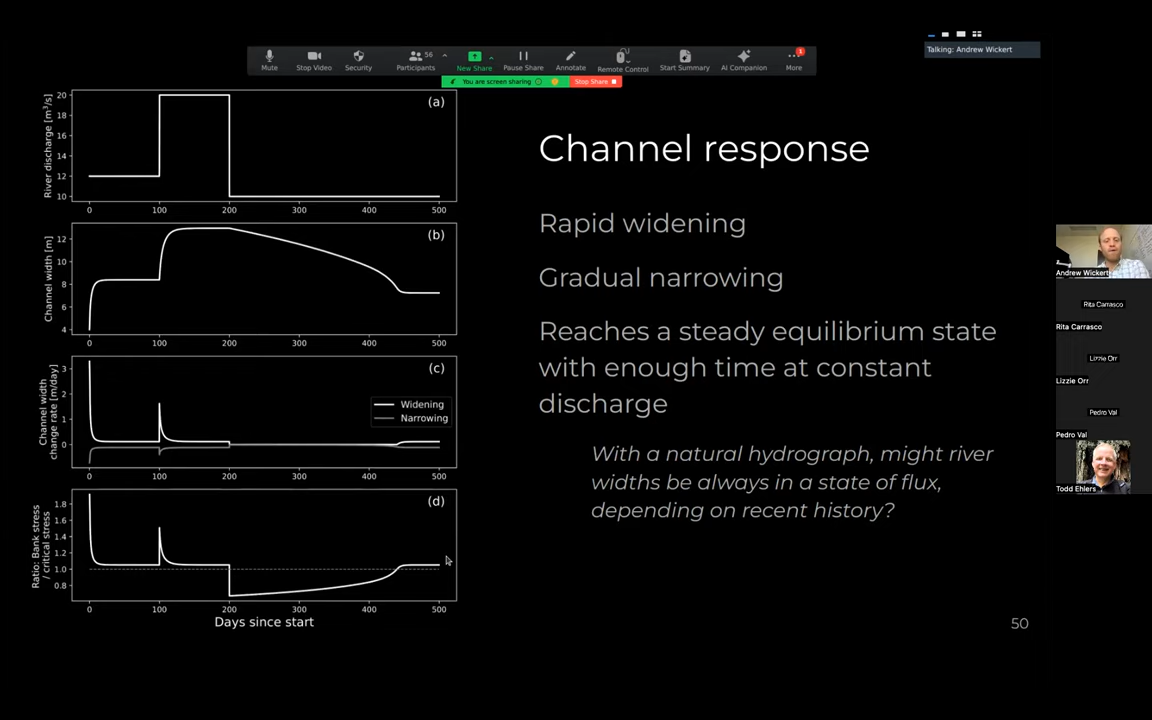 Talking: Andrew Wickert
Mute
Stop Video
Security
56
Participants
New Share
Pause Share
Annotate
Remote Control
Start Summary
AI Companion
1
More
You are screen sharing
Stop Share
River discharge [m³/s]
20
18
16
14
12
10
(a)
0 100 200 300 400 500
Channel width [m]
12
10
8
6
4
(b)
0 100 200 300 400 500
Channel width
change rate [m/day]
3
2
1
0
(c)
Widening
Narrowing
0 100 200 300 400 500
Ratio: Bank stress
/ critical stress
1.8
1.6
1.4
1.2
1.0
0.8
(d)
0 100 200 300 400 500
Days since start
Channel response
Rapid widening
Gradual narrowing
Reaches a steady equilibrium state
with enough time at constant
discharge
With a natural hydrograph, might river
widths be always in a state of flux,
depending on recent history?
50
Andrew Wickert
Rita Carrasco
Rita Carrasco
Lizzie Orr
Lizzie Orr
Pedro Val
Pedro Val
Todd Ehlers